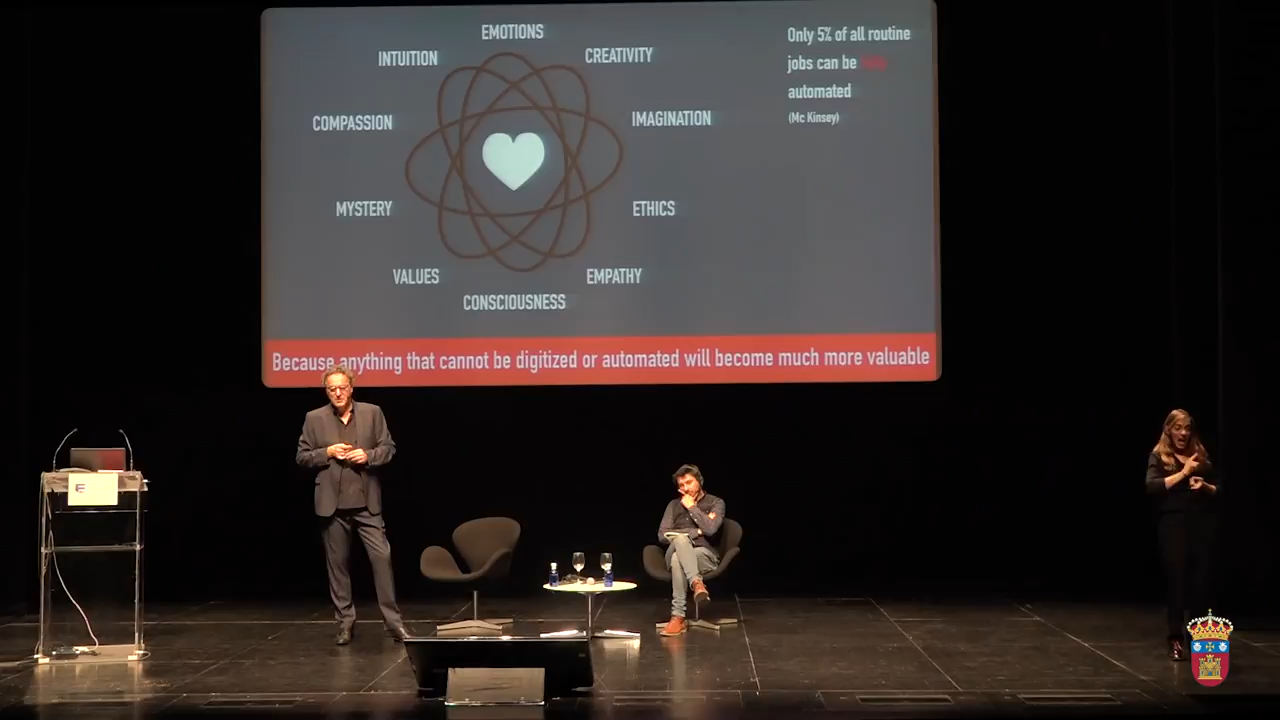 EMOTIONS
INTUITION
CREATIVITY
COMPASSION
IMAGINATION
MYSTERY
ETHICS
VALUES
EMPATHY
CONSCIOUSNESS
Only 5% of all routine
jobs can be
automated
(Mc Kinsey)
Because anything that cannot be digitized or automated will become much more valuable